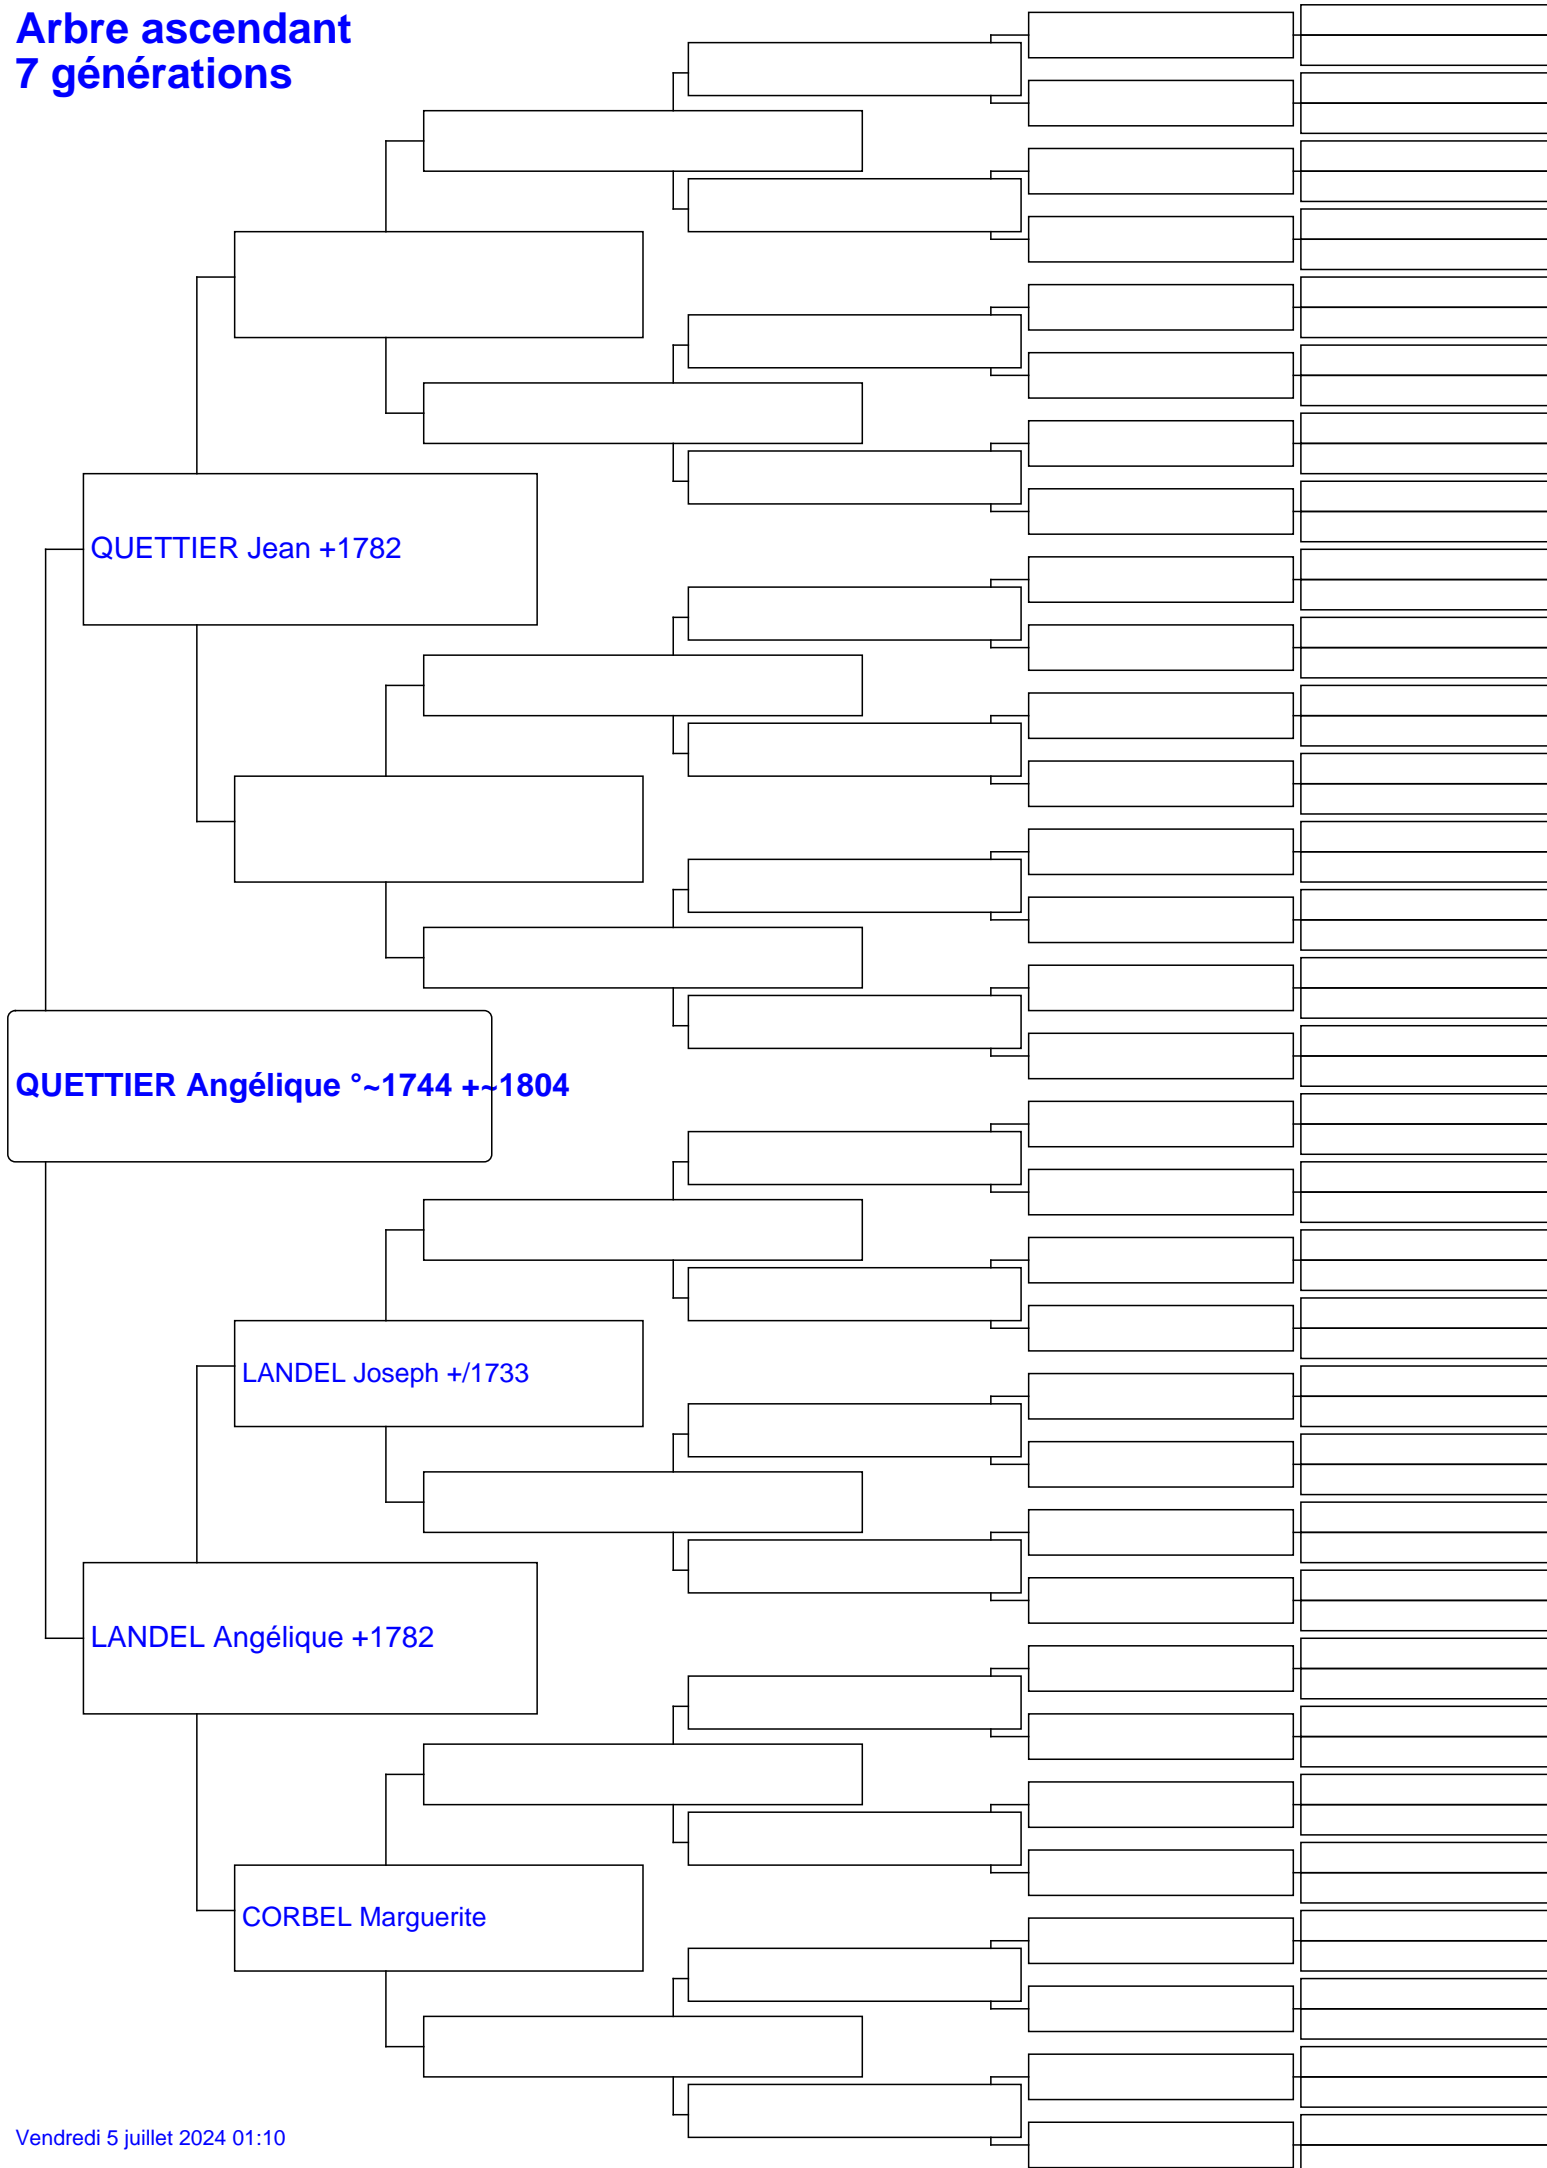 Arbre ascendant
7 générations
QUETTIER Jean +1782
QUETTIER Angélique °~1744 +~1804
LANDEL Joseph +/1733
LANDEL Angélique +1782
CORBEL Marguerite
Vendredi 5 juillet 2024 01:10